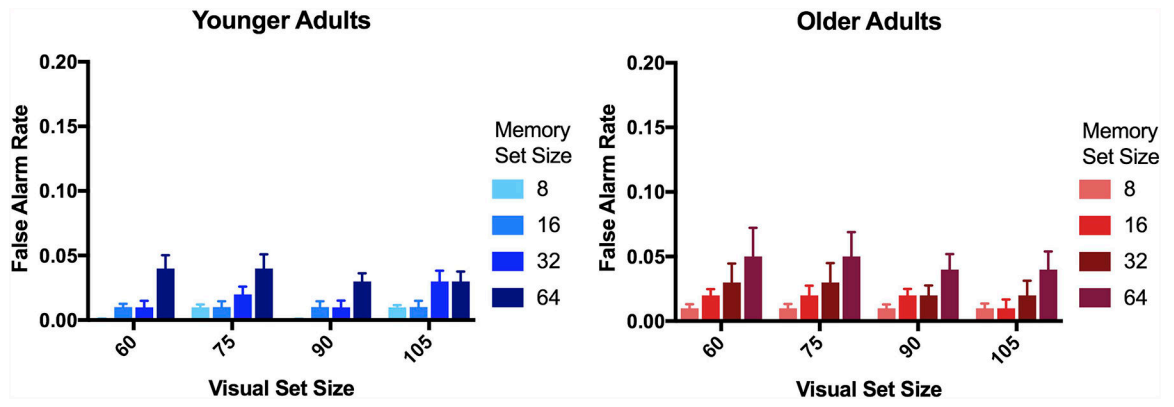 Younger Adults
False Alarm Rate
0.20
0.15
0.10
0.05
0.00
60
75
90
105
Visual Set Size
Memory
Set Size
8
16
32
64
Older Adults
False Alarm Rate
0.20
0.15
0.10
0.05
0.00
60
75
90
105
Visual Set Size
Memory
Set Size
8
16
32
64